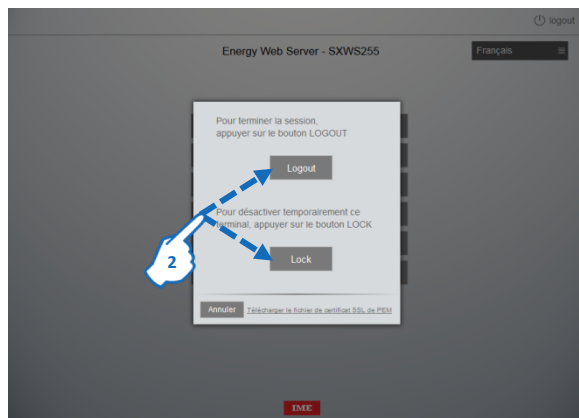 logout
Energy Web Server - SXWS255
Français
Pour terminer la session,
appuyer sur le bouton LOGOUT
Logout
Pour désactiver temporairement ce
terminal, appuyer sur le bouton LOCK
2
Lock
Annuler Télécharger le fichier de certificat SSL de PEM
IME